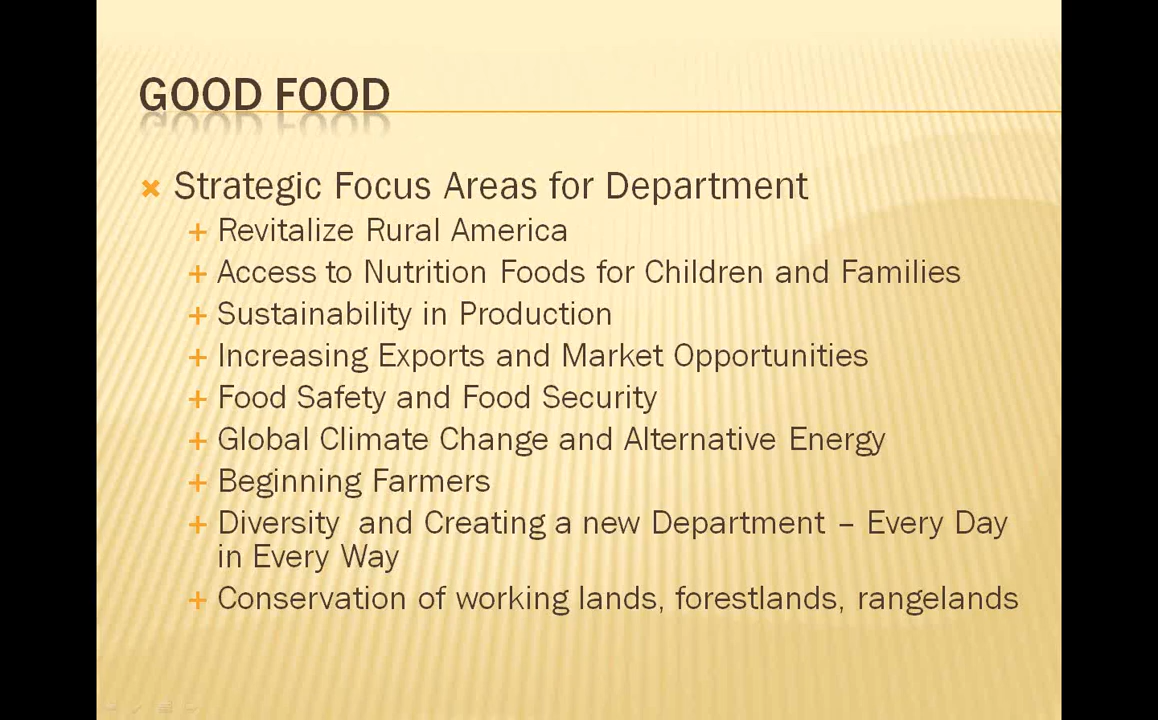 GOOD FOOD
Strategic Focus Areas for Department
Revitalize Rural America
Access to Nutrition Foods for Children and Families
Sustainability in Production
Increasing Exports and Market Opportunities
Food Safety and Food Security
Global Climate Change and Alternative Energy
Beginning Farmers
Diversity  and Creating a new Department – Every Day
in Every Way
Conservation of working lands, forestlands, rangelands